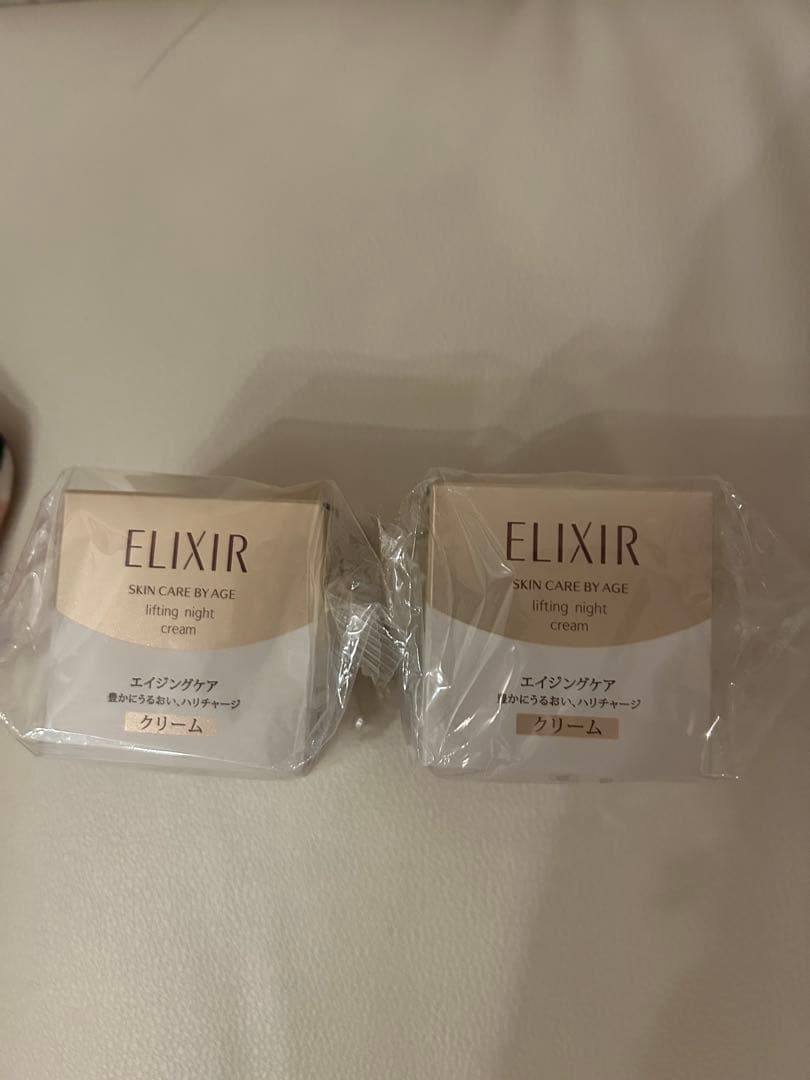 ELIXIR
SKIN CARE BY AGE
lifting night
cream
エイジングケア
豊かにうるおい、ハリチャージ
クリーム
ELIXIR
SKIN CARE BY AGE
lifting night
cream
エイジングケア
豊かにうるおい、ハリチャージ
クリーム